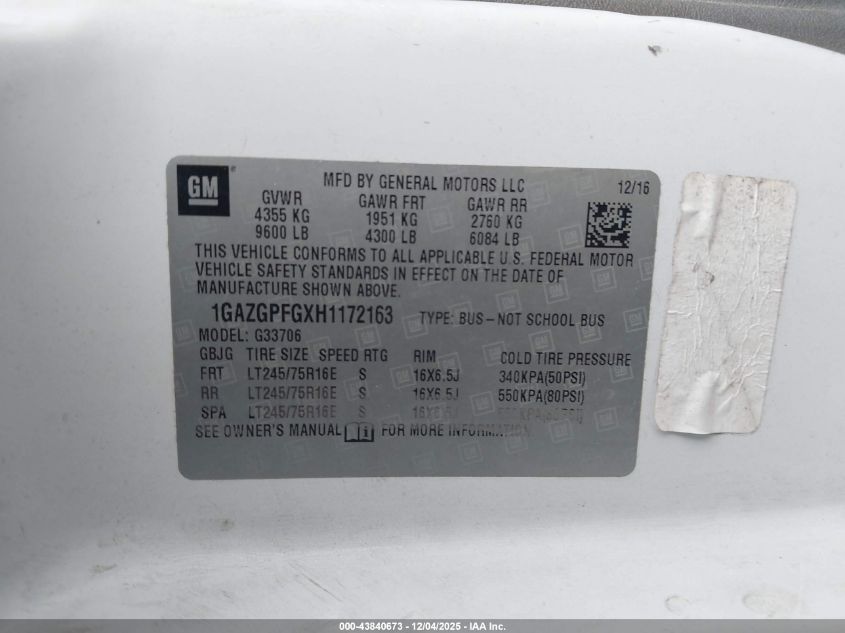 GM
MFD BY GENERAL MOTORS LLC 12/16
GVWR GAWR FRT GAWR RR
4355 KG 1951 KG 2760 KG
9600 LB 4300 LB 6084 LB
THIS VEHICLE CONFORMS TO ALL APPLICABLE U.S. FEDERAL MOTOR
VEHICLE SAFETY STANDARDS IN EFFECT ON THE DATE OF
MANUFACTURE SHOWN ABOVE.
1GAZGPFGXH1172163 TYPE: BUS-NOT SCHOOL BUS
MODEL: G33706
GBJG TIRE SIZE SPEED RTG RIM COLD TIRE PRESSURE
FRT LT245/75R16E S 16X6.5J 340KPA(50PSI)
RR LT245/75R16E S 16X6.5J 550KPA(80PSI)
SPA LT245/75R16E S 16X6.5J
SEE OWNER'S MANUAL FOR MORE INFORMATION
000-43840673 - 12/04/2025 - IAA Inc.